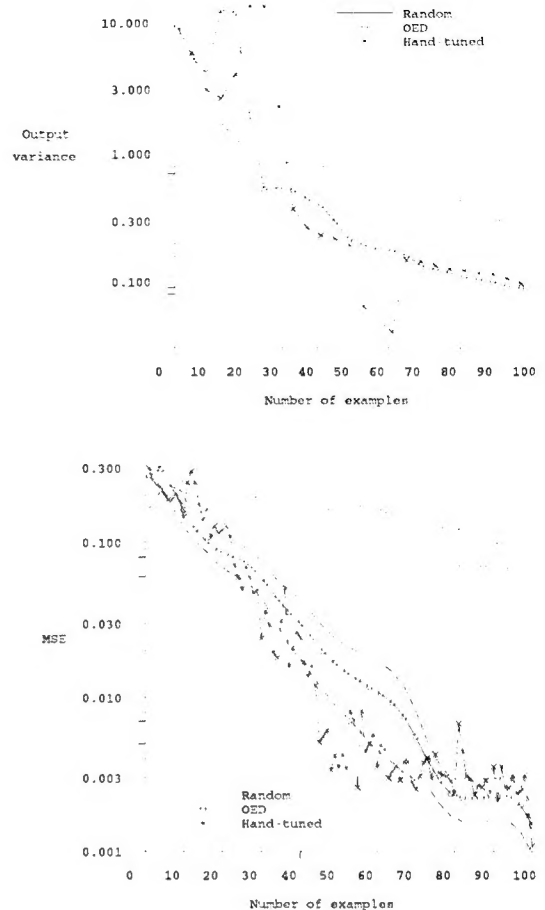 Random
OED
Hand-tuned
10.000
3.000
Output
variance
1.000
0.300
0.100
0 10 20 30 40 50 60 70 80 90 100
Number of examples
0.300
0.100
MSE
0.030
0.010
0.003
Random
OED
Hand-tuned
0.001
0 10 20 30 40 50 60 70 80 90 100
Number of examples